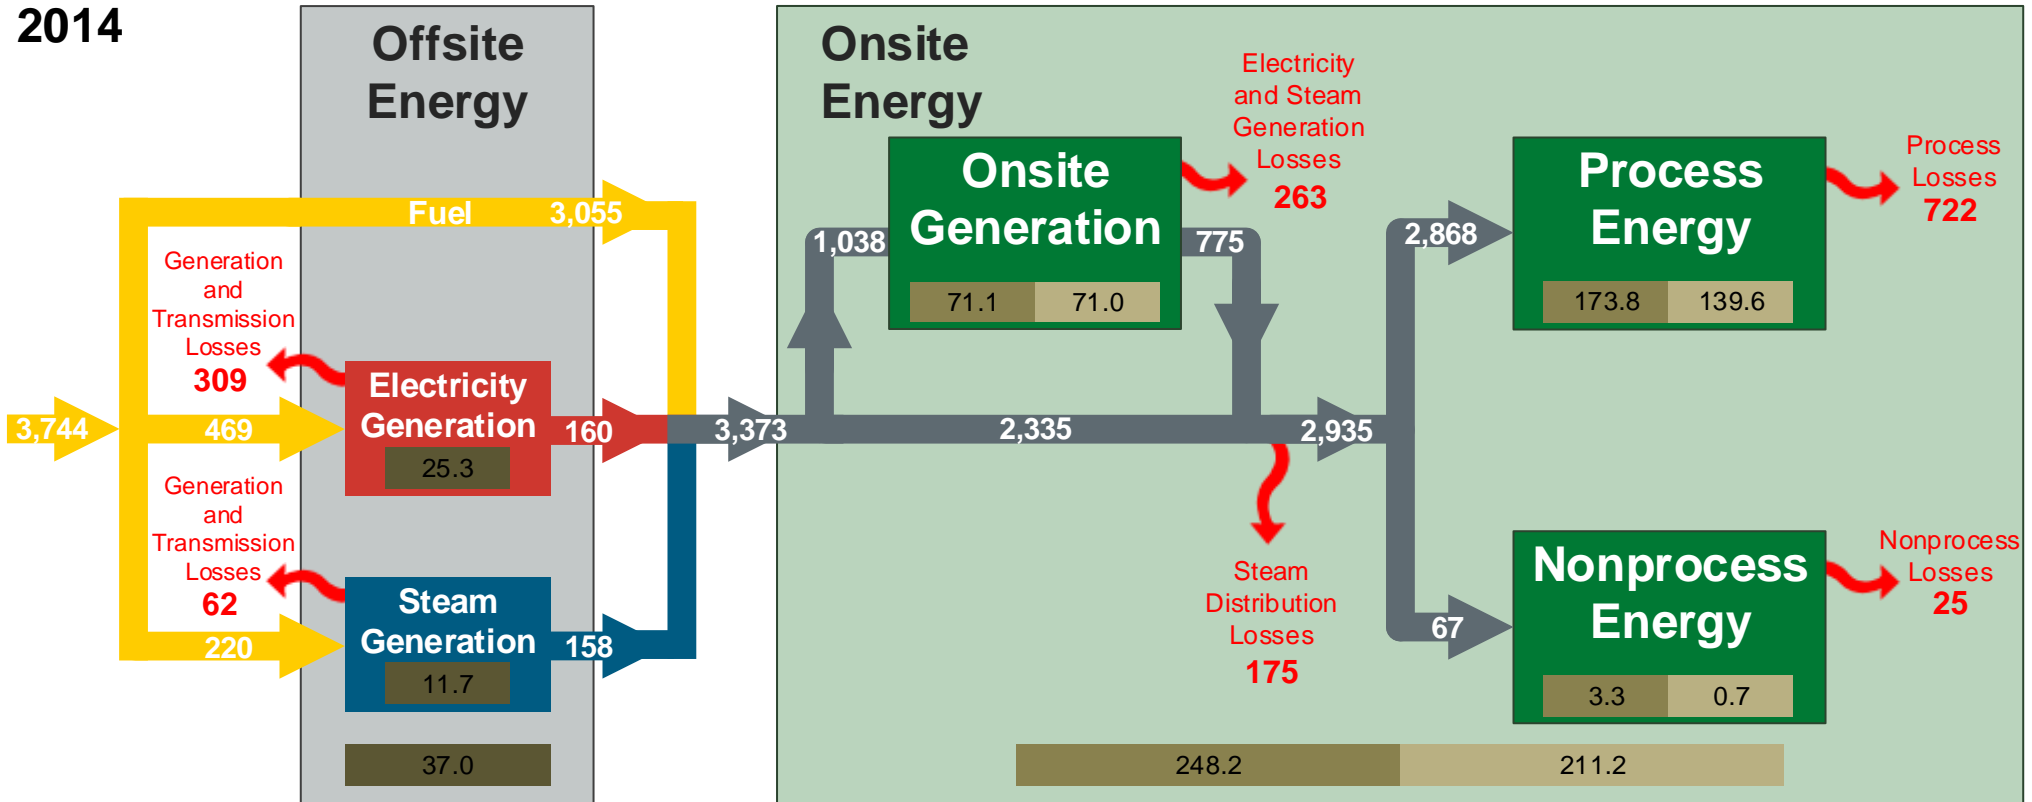 2014
Offsite
Energy
Fuel
3,055
Generation
and
Transmission
Losses
309
3,744
469
Electricity
Generation
25.3
160
Generation
and
Transmission
Losses
62
220
Steam
Generation
11.7
158
37.0
3,373
Onsite
Energy
1,038
Onsite
Generation
71.1
71.0
775
Electricity
and Steam
Generation
Losses
263
2,335
2,935
Steam
Distribution
Losses
175
2,868
Process
Energy
173.8
139.6
Process
Losses
722
67
Nonprocess
Energy
3.3
0.7
Nonprocess
Losses
25
248.2
211.2